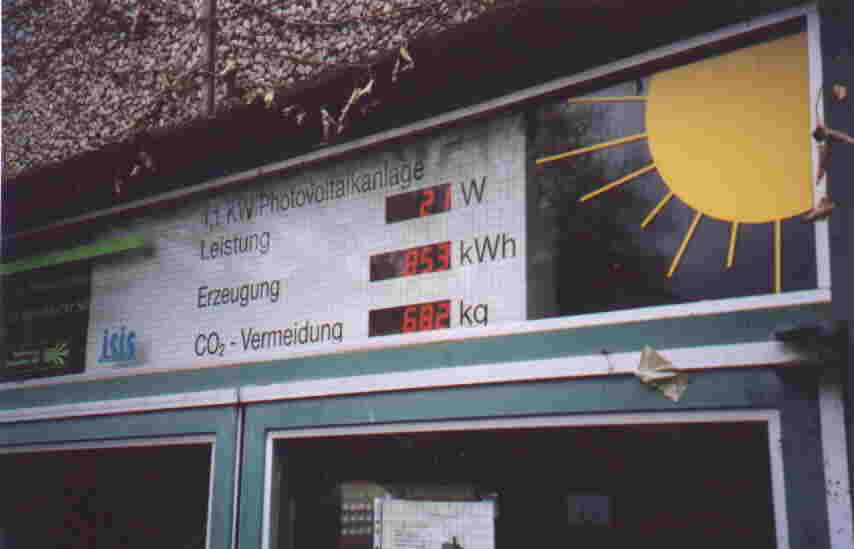 1,1 KW Photovoltaikanlage
Leistung 21 W
Erzeugung 853 kWh
CO₂ - Vermeidung 682 kg
isis